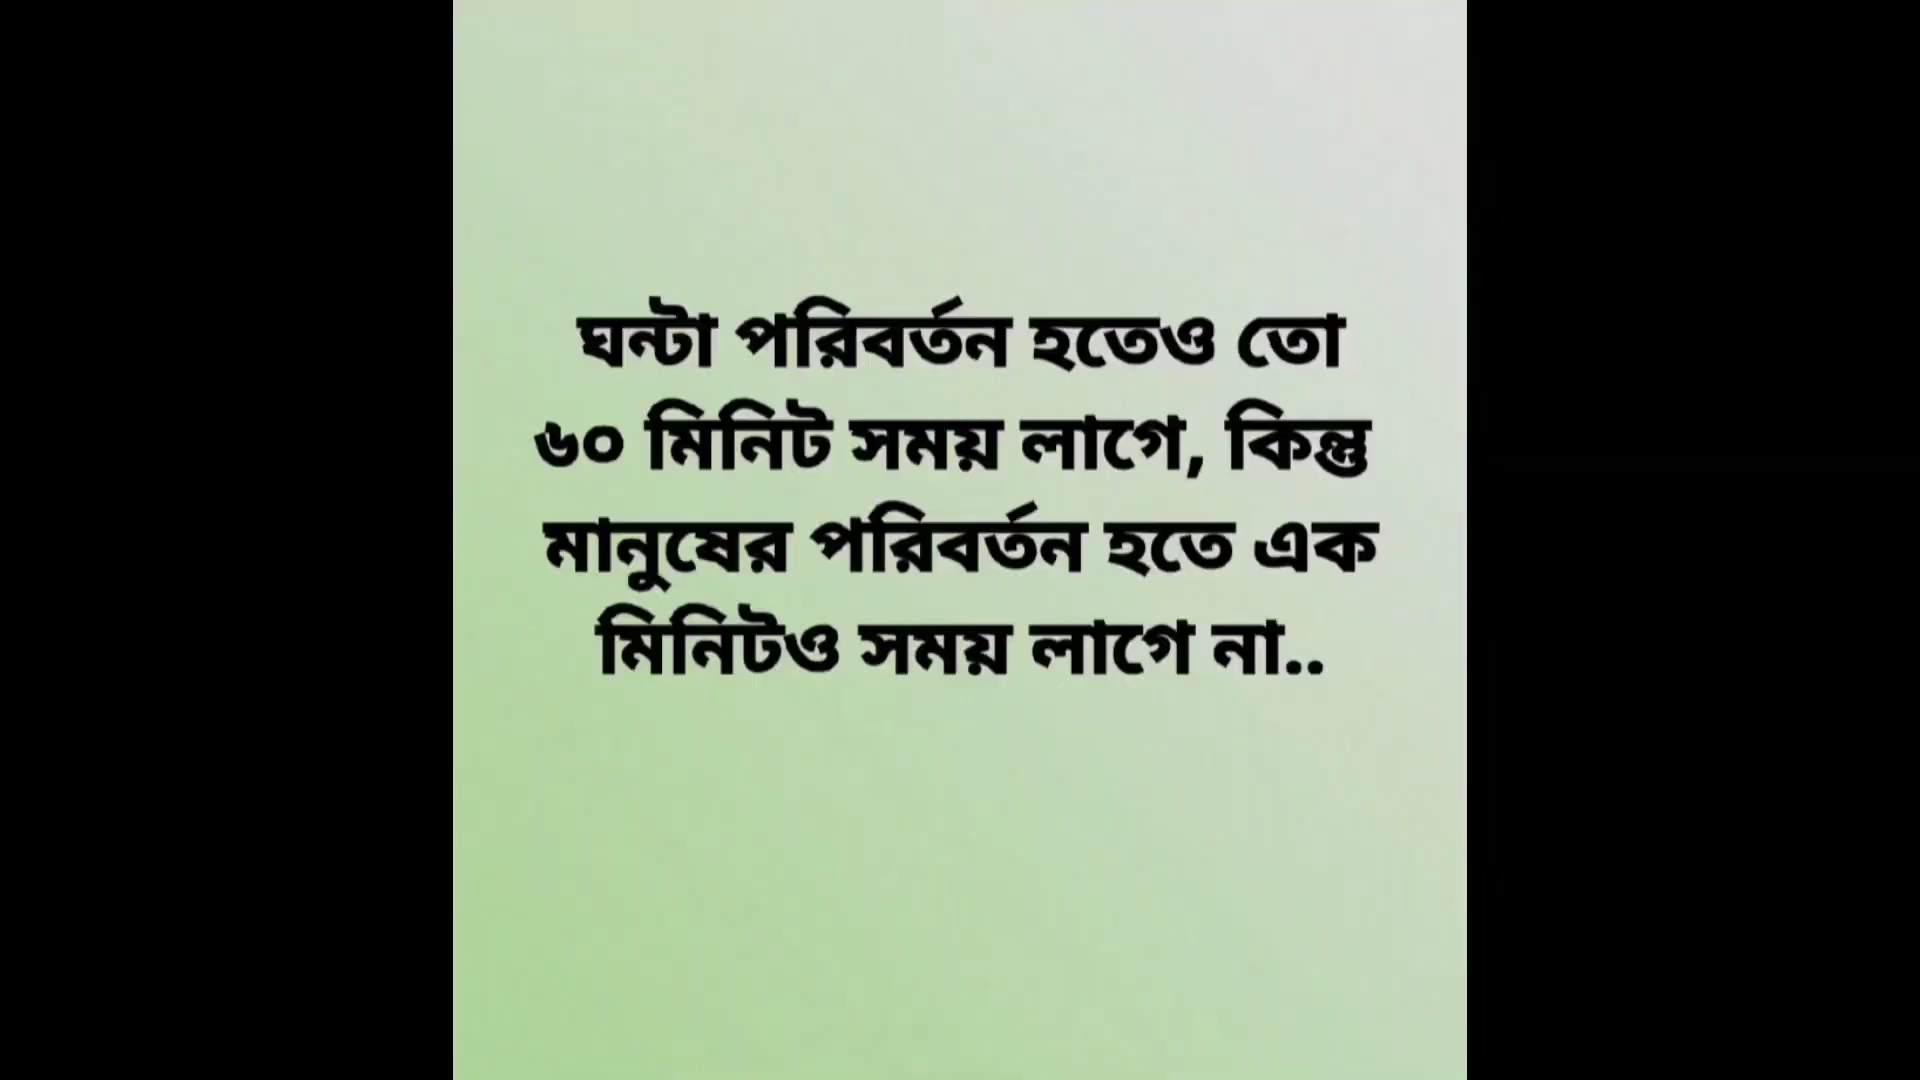 ঘন্টা পরিবর্তন হতেও তো
৬০ মিনিট সময় লাগে, কিন্তু
মানুষের পরিবর্তন হতে এক
মিনিটও সময় লাগে না..